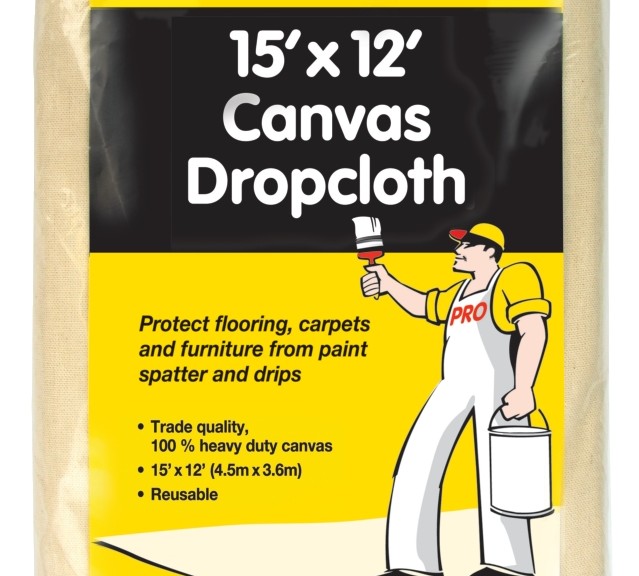 15' x 12'
Canvas
Dropcloth
PRO
Protect flooring, carpets
and furniture from paint
spatter and drips
• Trade quality,
100 % heavy duty canvas
• 15' x 12' (4.5m x 3.6m)
• Reusable